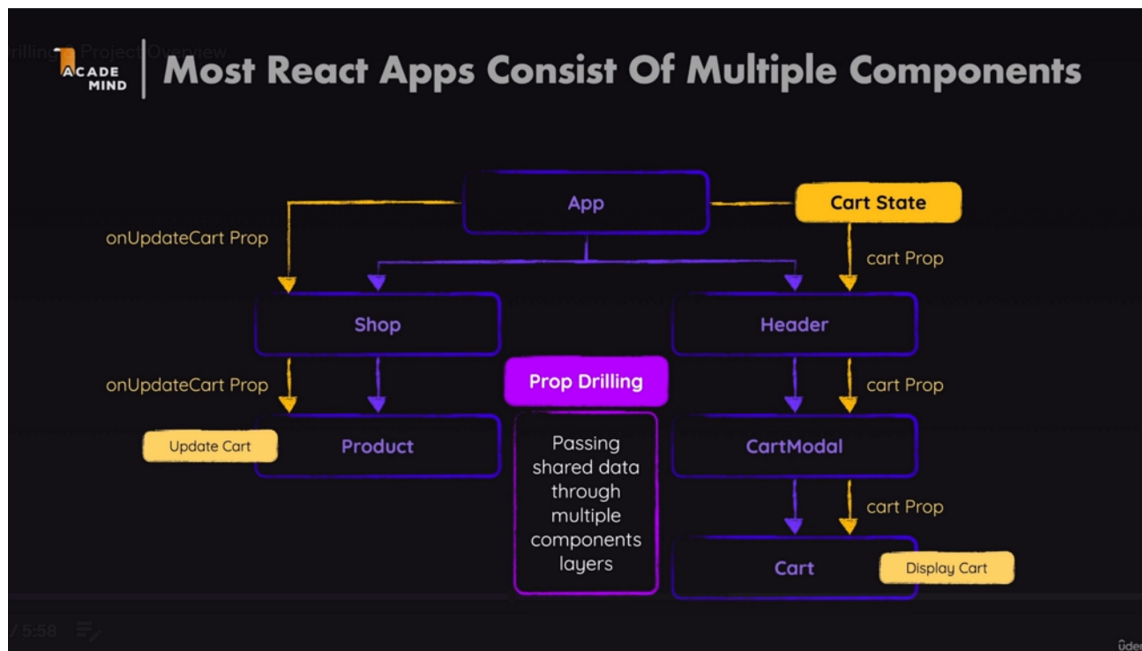 rilling & Project Overview
ACADE
MIND
Most React Apps Consist Of Multiple Components
App
Cart State
onUpdateCart Prop
cart Prop
Shop
Header
onUpdateCart Prop
Prop Drilling
cart Prop
Update Cart
Product
Passing
shared data
through
multiple
components
layers
CartModal
cart Prop
Cart
Display Cart
/ 5:58
ûde